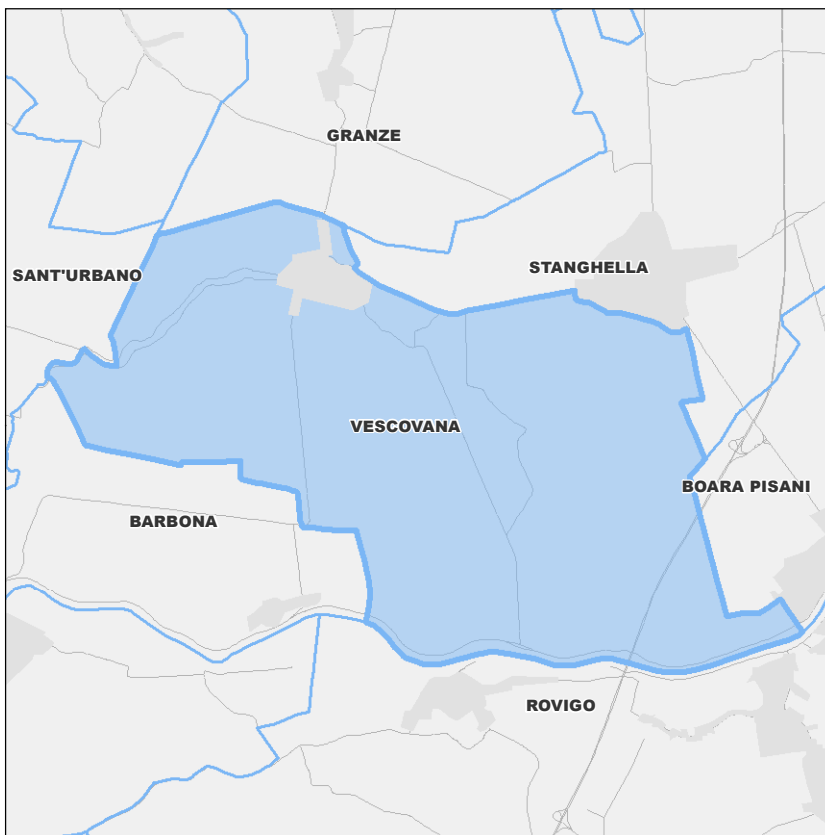 GRANZE
STANGHELLA
SANT'URBANO
VESCOVANA
BOARA PISANI
BARBONA
ROVIGO